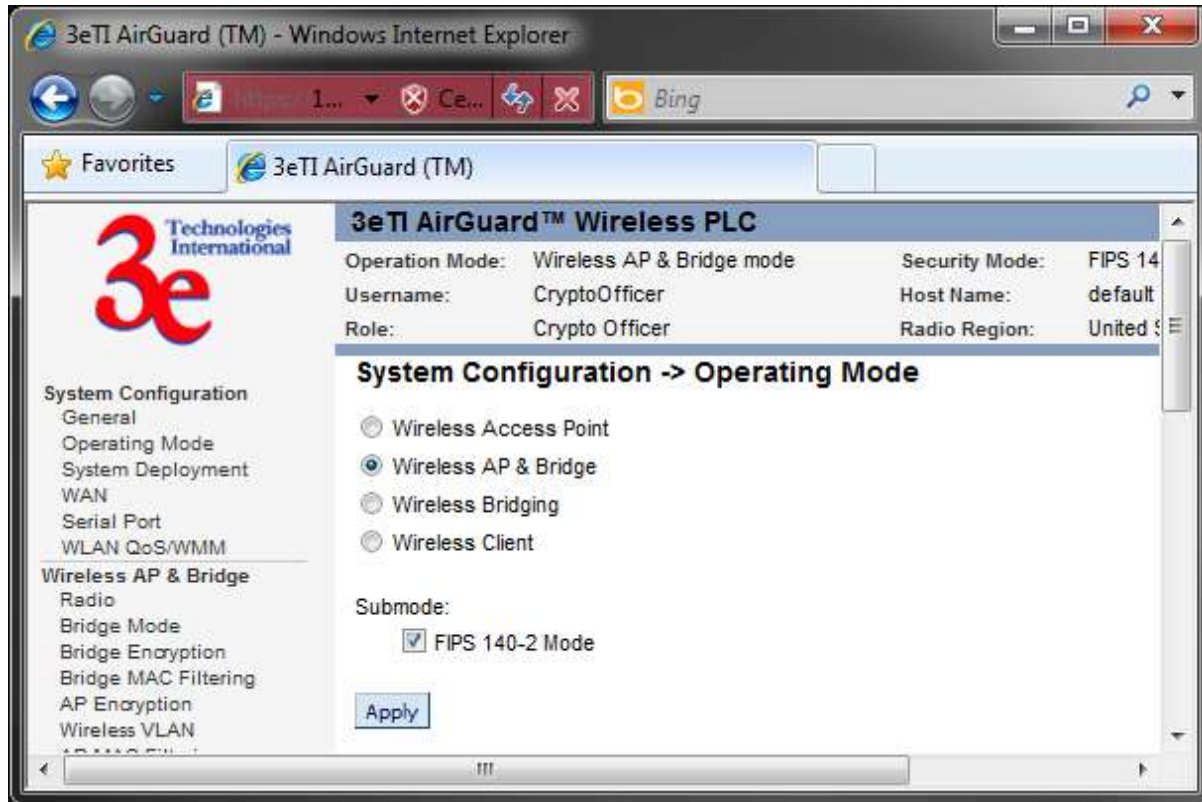 3eTI AirGuard (TM) - Windows Internet Explorer
1... Ce... Bing
Favorites 3eTI AirGuard (TM)
3e Technologies International
3eTI AirGuard™ Wireless PLC
Operation Mode: Wireless AP & Bridge mode Security Mode: FIPS 14
Username: CryptoOfficer Host Name: default
Role: Crypto Officer Radio Region: United S
System Configuration
General
Operating Mode
System Deployment
WAN
Serial Port
WLAN QoS/WMM
Wireless AP & Bridge
Radio
Bridge Mode
Bridge Encryption
Bridge MAC Filtering
AP Encryption
Wireless VLAN
System Configuration -> Operating Mode
Wireless Access Point
Wireless AP & Bridge
Wireless Bridging
Wireless Client
Submode:
FIPS 140-2 Mode
Apply